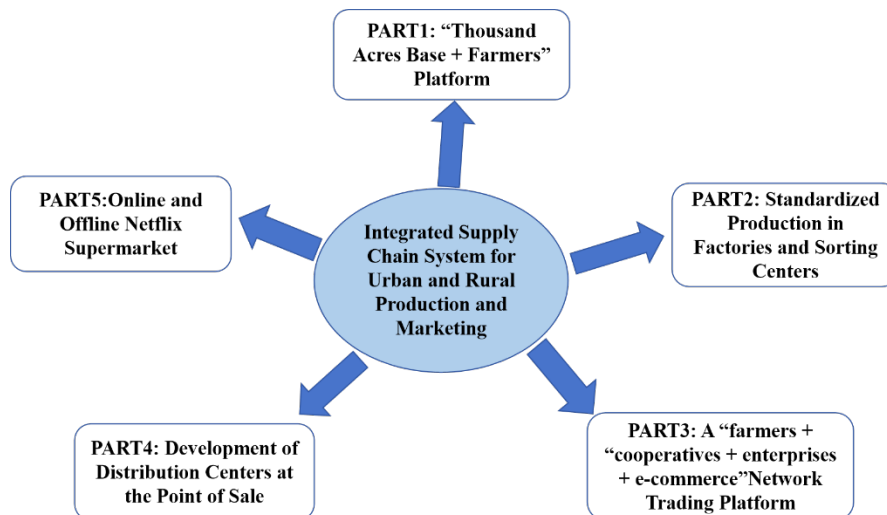 PART1: “Thousand
Acres Base + Farmers”
Platform
PART5:Online and
Offline Netflix
Supermarket
Integrated Supply
Chain System for
Urban and Rural
Production and
Marketing
PART2: Standardized
Production in
Factories and Sorting
Centers
PART4: Development of
Distribution Centers at
the Point of Sale
PART3: A “farmers +
“cooperatives + enterprises
+ e-commerce”Network
Trading Platform